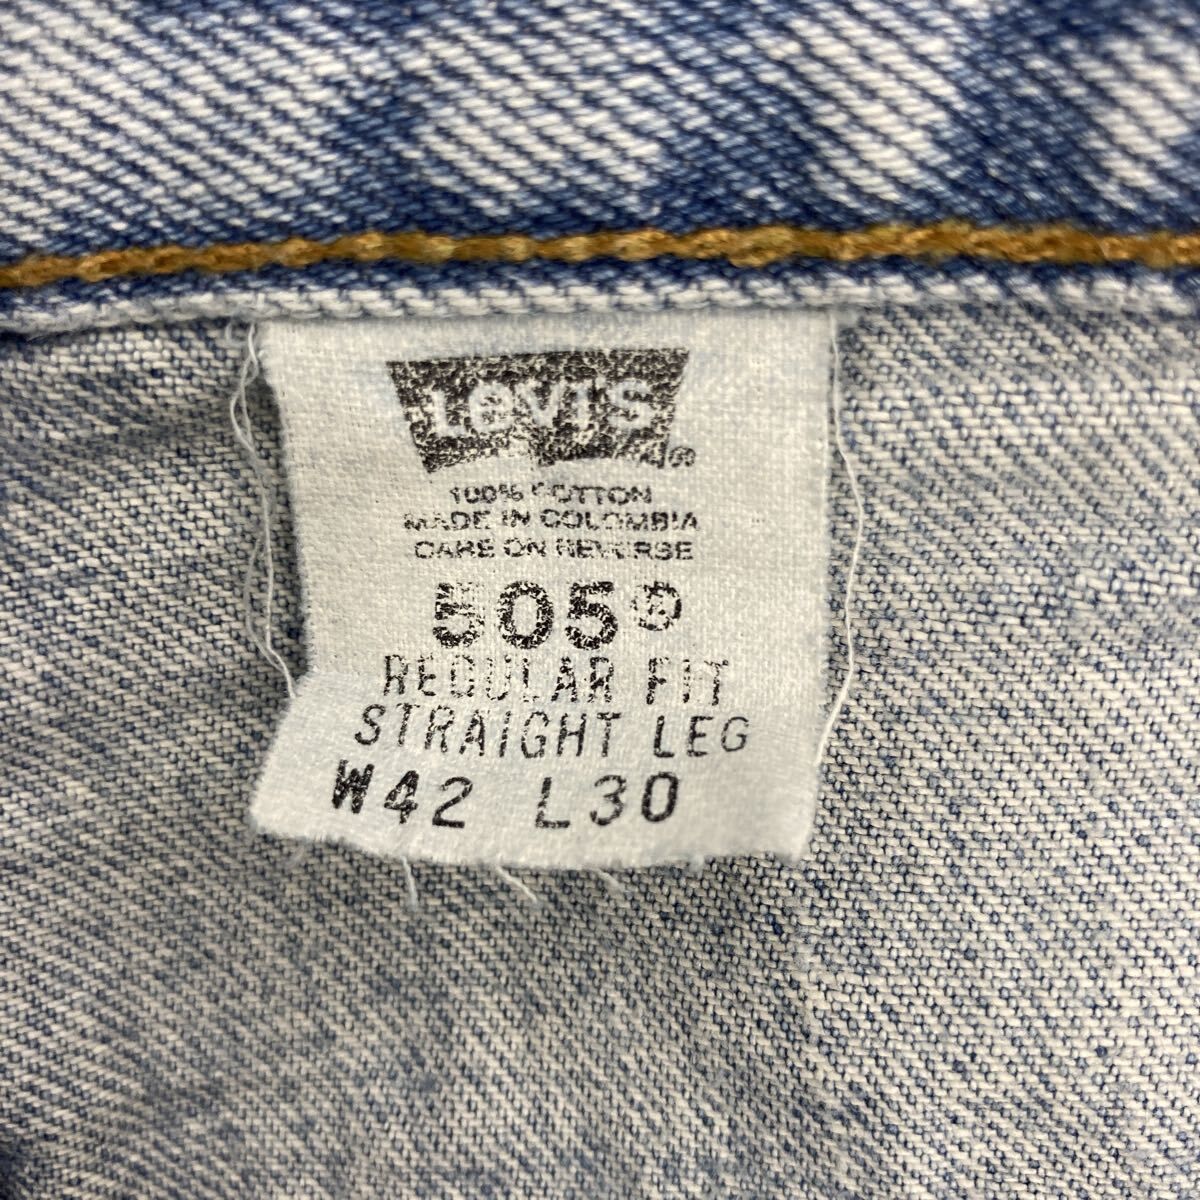 Levi's®
100% COTTON
MADE IN COLOMBIA
CARE ON REVERSE
505®
REGULAR FIT
STRAIGHT LEG
W42 L30